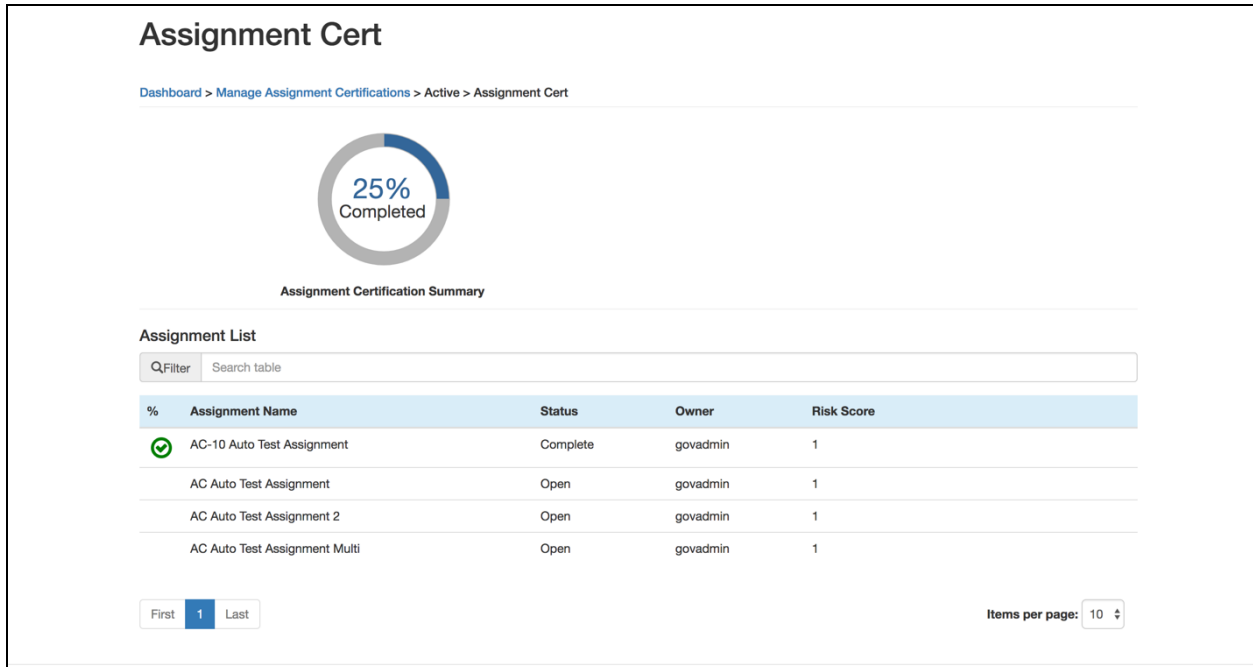 Assignment Cert
Dashboard > Manage Assignment Certifications > Active > Assignment Cert
25%
Completed
Assignment Certification Summary
Assignment List
Filter Search table
% Assignment Name Status Owner Risk Score
AC-10 Auto Test Assignment Complete govadmin 1
AC Auto Test Assignment Open govadmin 1
AC Auto Test Assignment 2 Open govadmin 1
AC Auto Test Assignment Multi Open govadmin 1
First 1 Last Items per page: 10